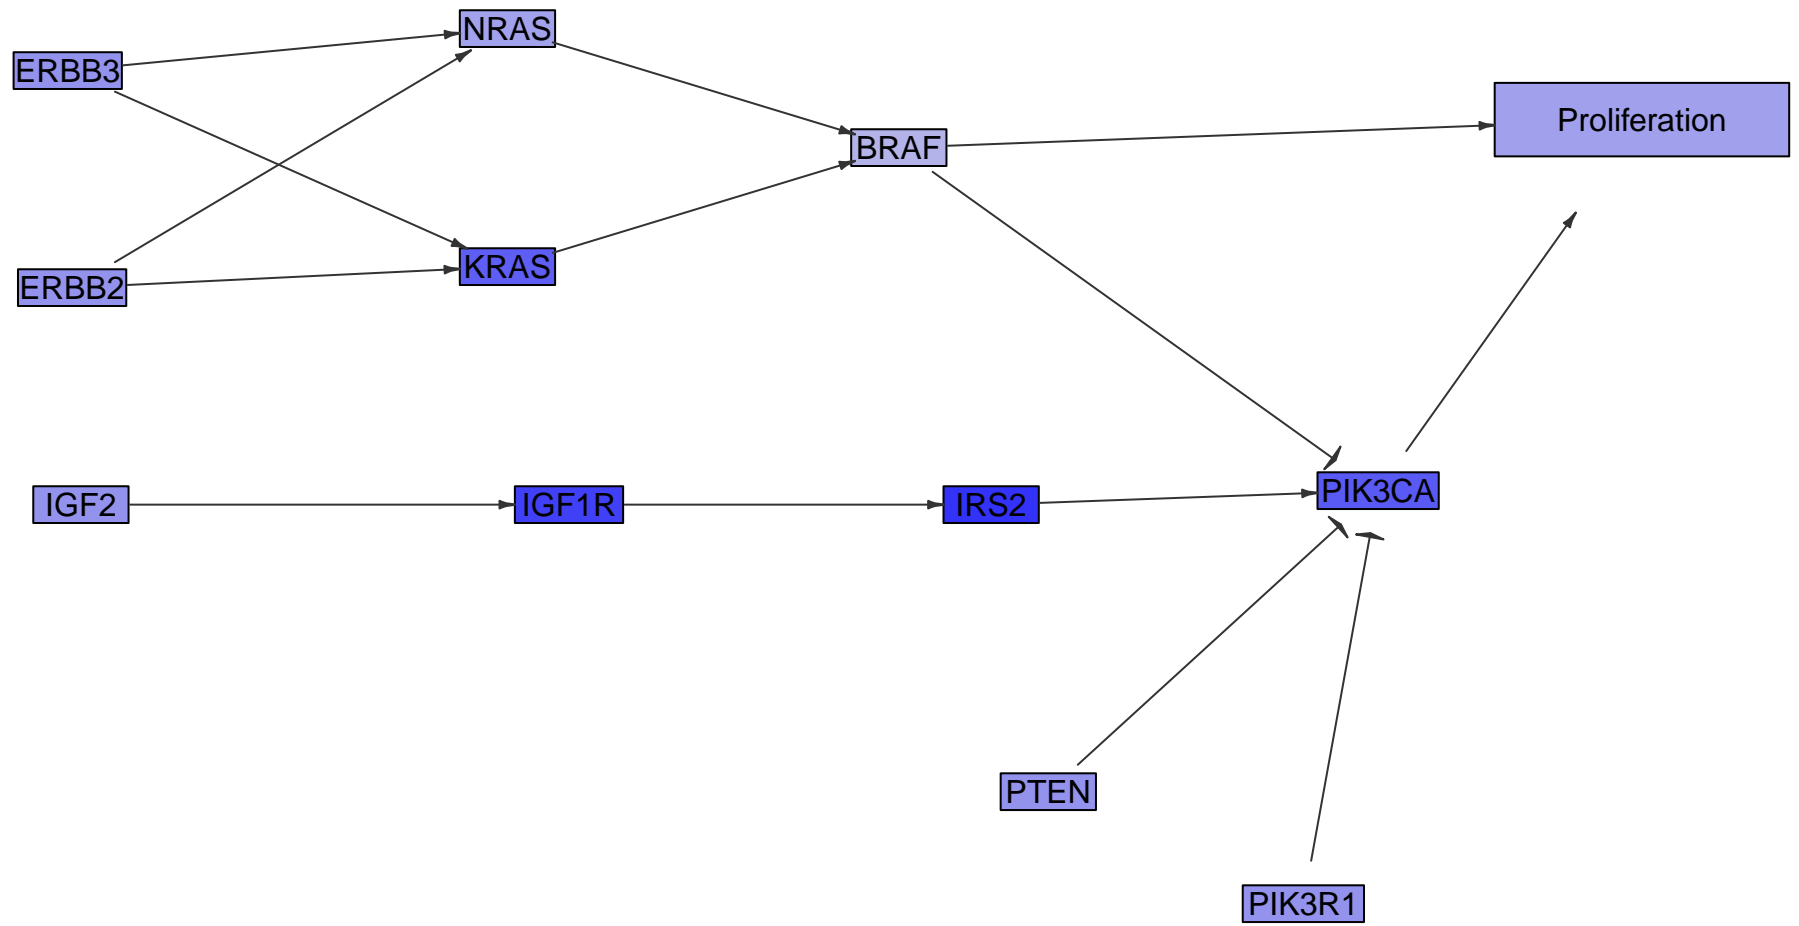 NRAS
ERBB3
Proliferation
BRAF
KRAS
ERBB2
IGF2
IGF1R
IRS2
PIK3CA
PTEN
PIK3R1